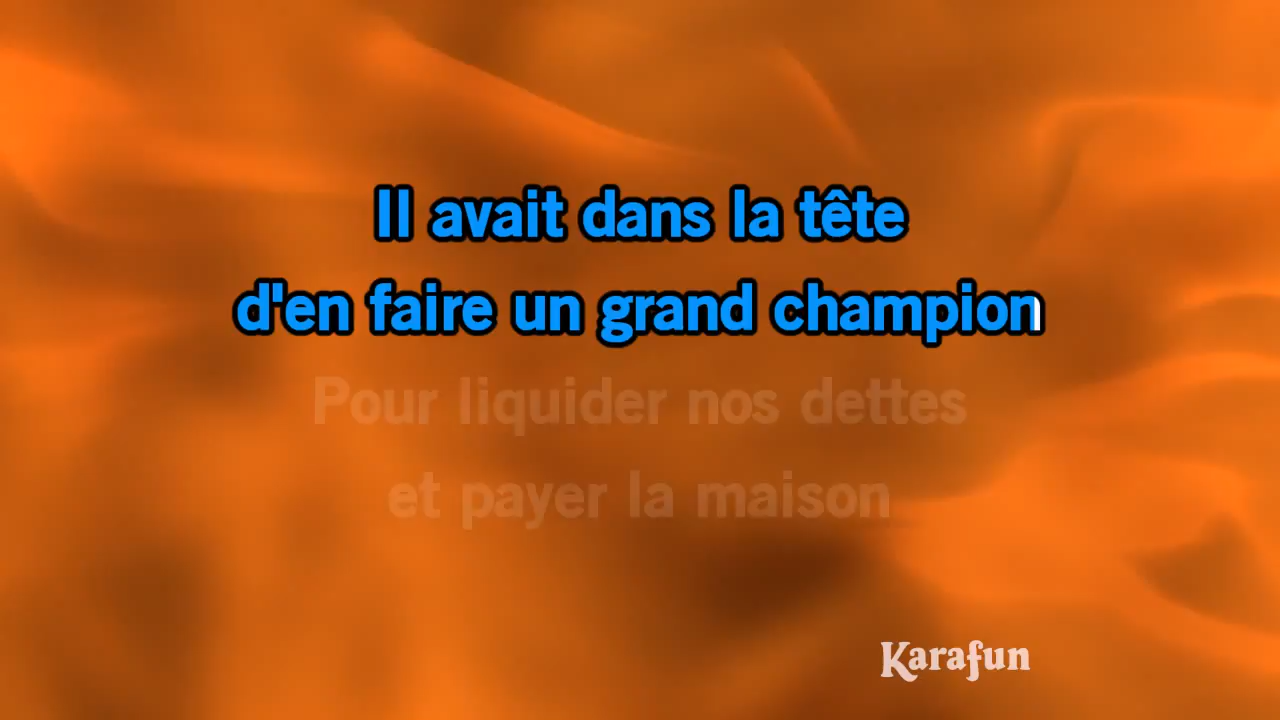 Il avait dans la tête
d'en faire un grand champion
Pour liquider nos dettes
et payer la maison
Karafun